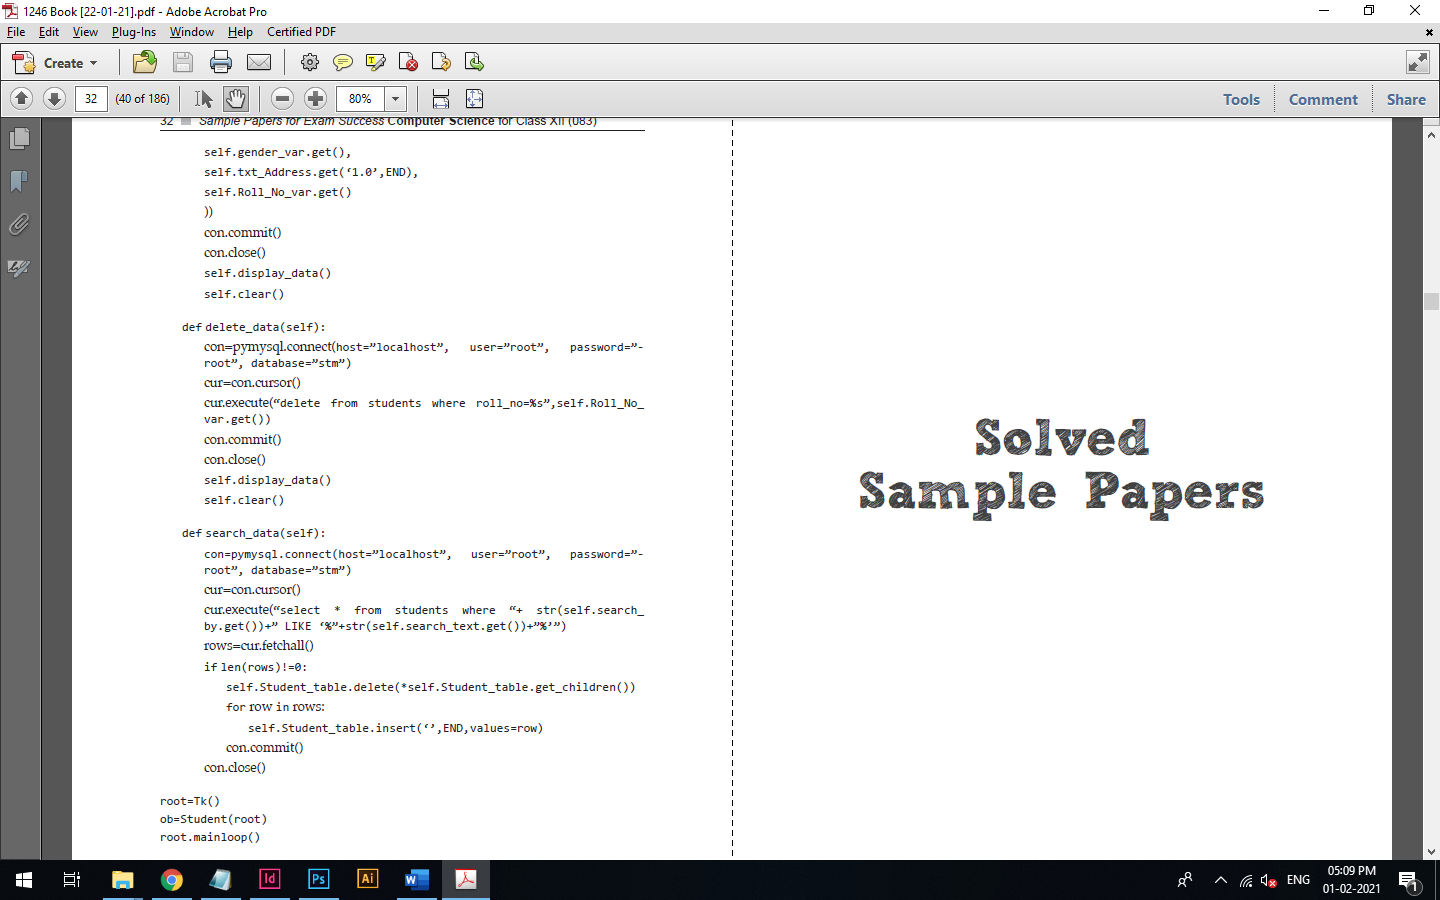 1246 Book [22-01-21].pdf - Adobe Acrobat Pro
File Edit View Plug-Ins Window Help Certified PDF
Create
32 (40 of 186) 80% Tools Comment Share
32 Sample Papers for Exam Success Computer Science for Class XII (083)
self.gender_var.get(),
self.txt_Address.get(‘1.0’,END),
self.Roll_No_var.get()
))
con.commit()
con.close()
self.display_data()
self.clear()
def delete_data(self):
con=pymysql.connect(host=”localhost”, user=”root”, password=”-
root”, database=”stm”)
cur=con.cursor()
cur.execute(“delete from students where roll_no=%s”,self.Roll_No_
var.get())
con.commit()
con.close()
self.display_data()
self.clear()
def search_data(self):
con=pymysql.connect(host=”localhost”, user=”root”, password=”-
root”, database=”stm”)
cur=con.cursor()
cur.execute(“select * from students where “+ str(self.search_
by.get())+” LIKE ‘%”+str(self.search_text.get())+”%’”)
rows=cur.fetchall()
if len(rows)!=0:
self.Student_table.delete(*self.Student_table.get_children())
for row in rows:
self.Student_table.insert(‘’,END,values=row)
con.commit()
con.close()
root=Tk()
ob=Student(root)
root.mainloop()
Solved
Sample Papers
Id Ps Ai W ENG 05:09 PM
01-02-2021 1